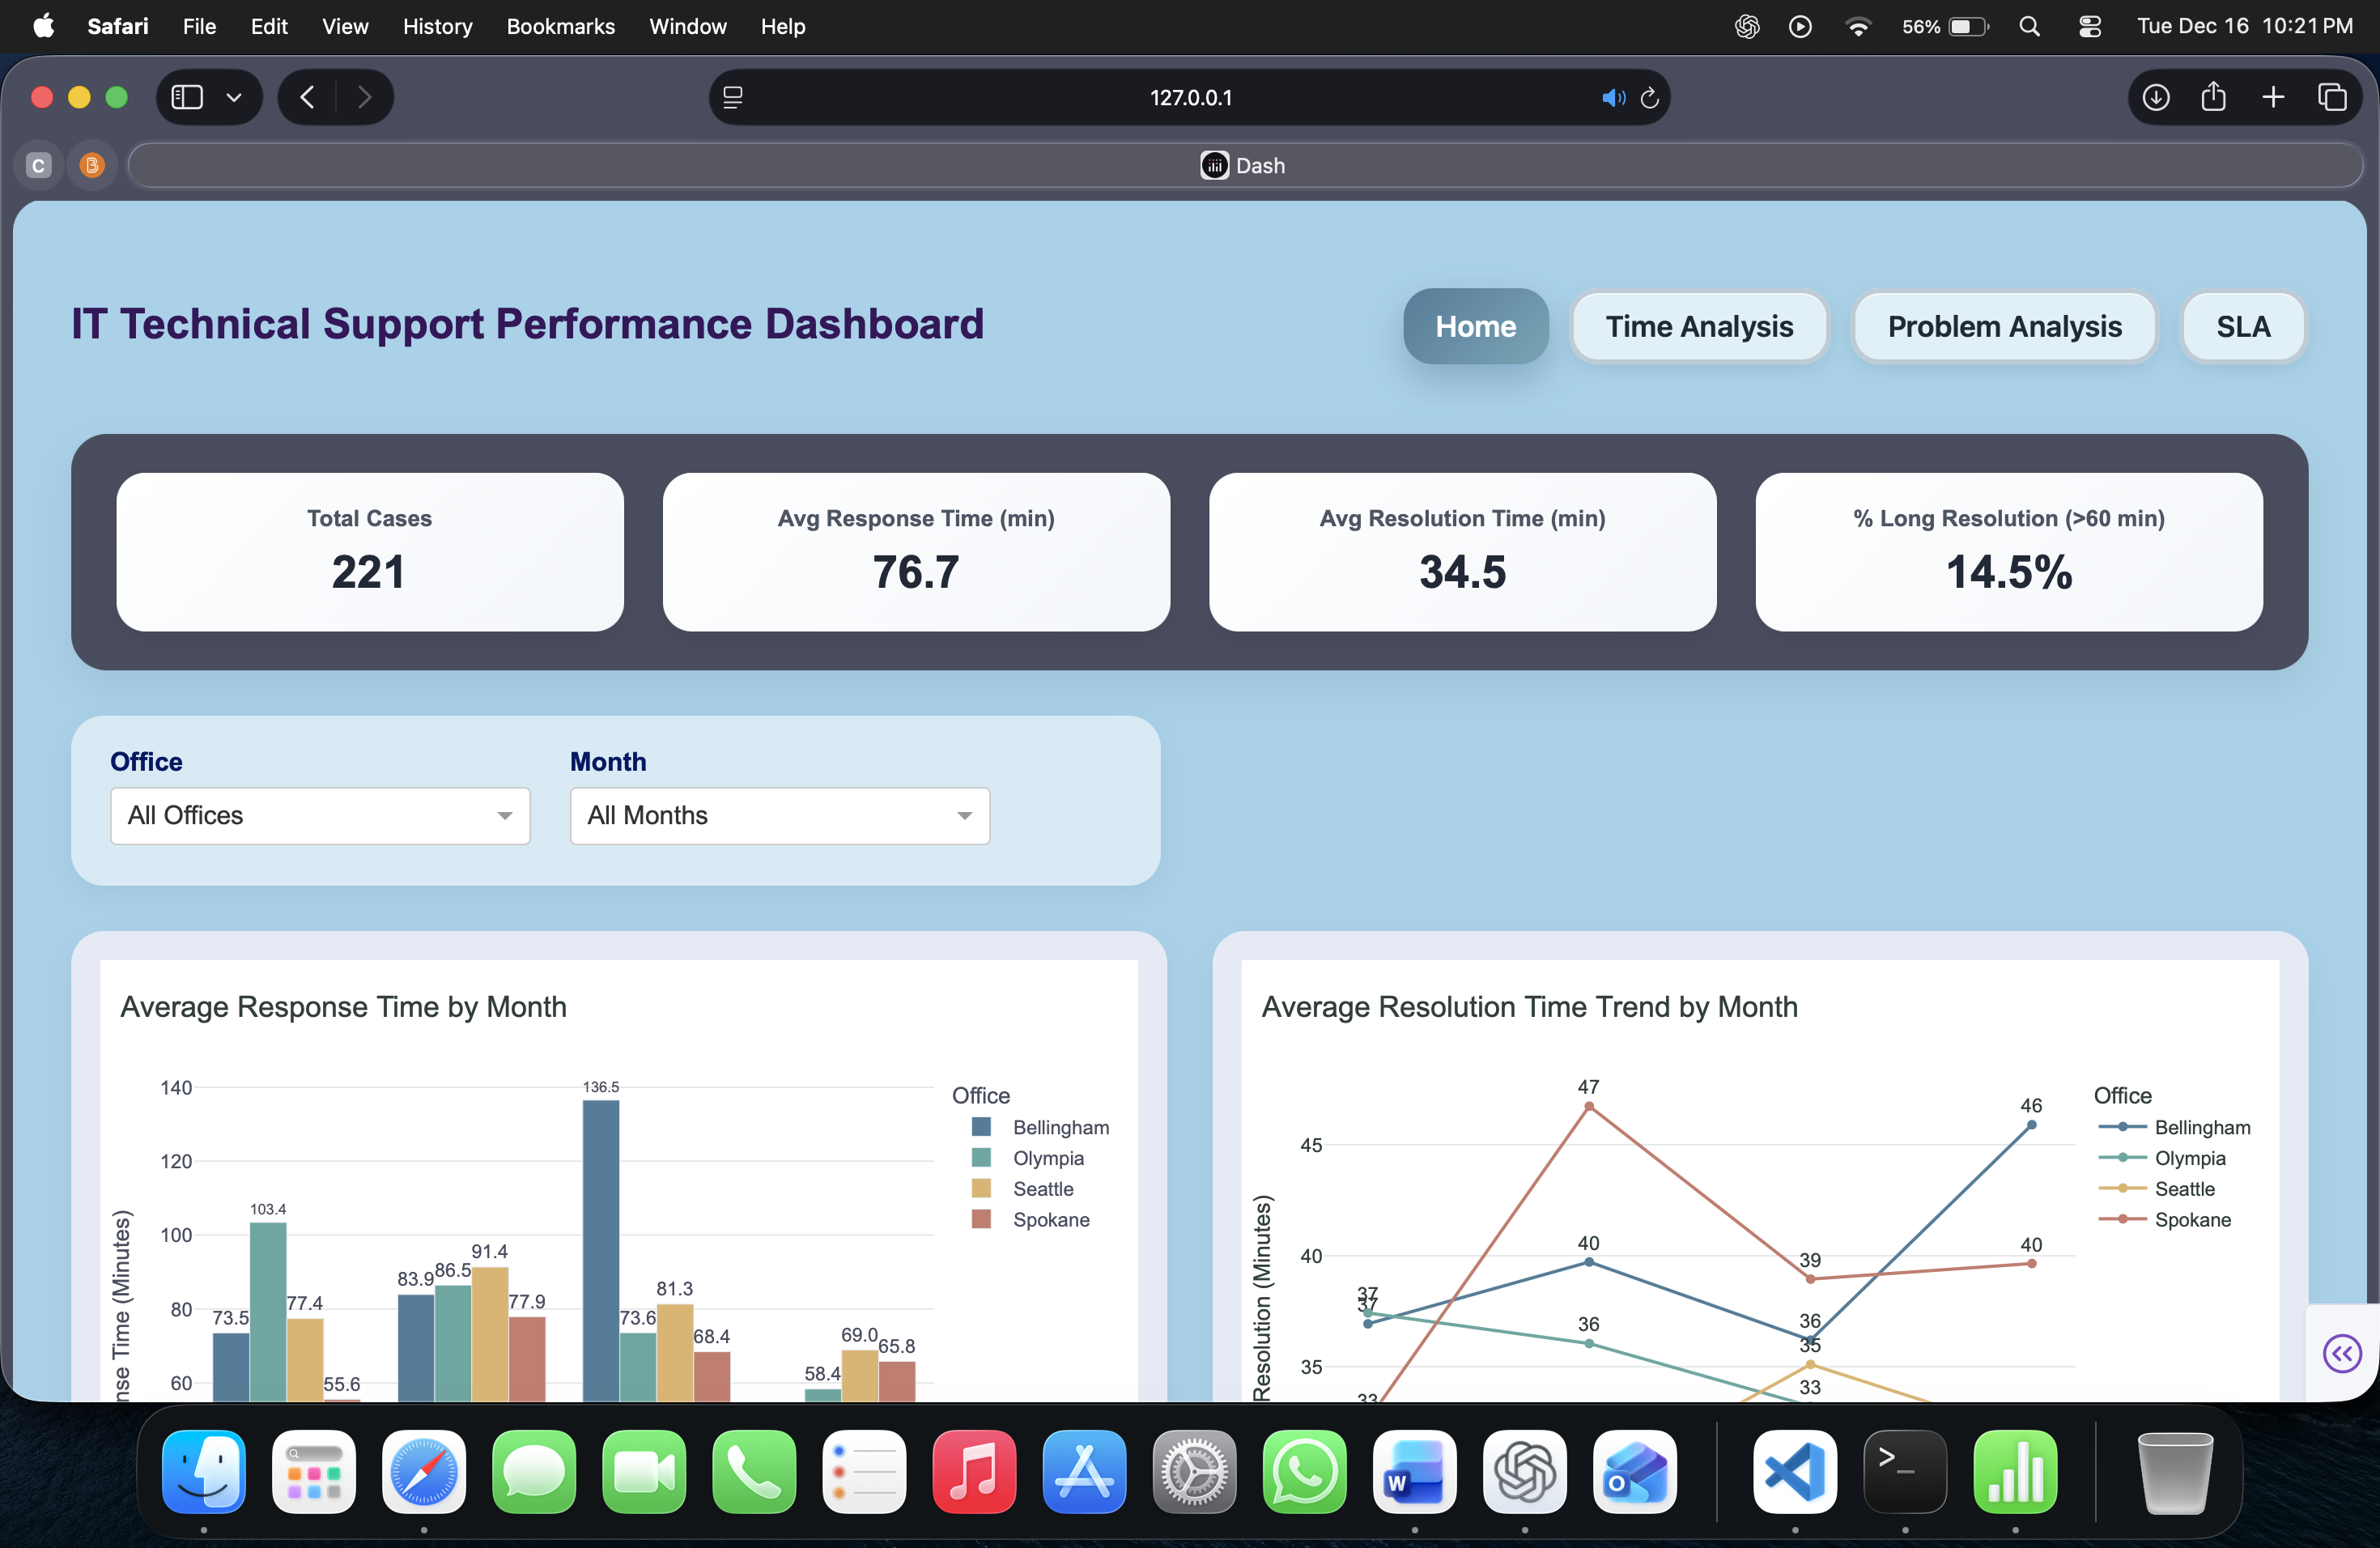 Safari File Edit View History Bookmarks Window Help 56% Tue Dec 16 10:21 PM
127.0.0.1
C Dash
IT Technical Support Performance Dashboard
Home Time Analysis Problem Analysis SLA
Total Cases
221
Avg Response Time (min)
76.7
Avg Resolution Time (min)
34.5
% Long Resolution (>60 min)
14.5%
Office
All Offices
Month
All Months
Average Response Time by Month
nse Time (Minutes)
140
120
100
80
60
73.5
103.4
77.4
55.6
83.9
86.5
91.4
77.9
136.5
73.6
81.3
68.4
58.4
69.0
65.8
Office
Bellingham
Olympia
Seattle
Spokane
Average Resolution Time Trend by Month
Resolution (Minutes)
45
40
35
37
37
33
47
40
36
39
36
35
33
46
40
Office
Bellingham
Olympia
Seattle
Spokane
W
O
>_